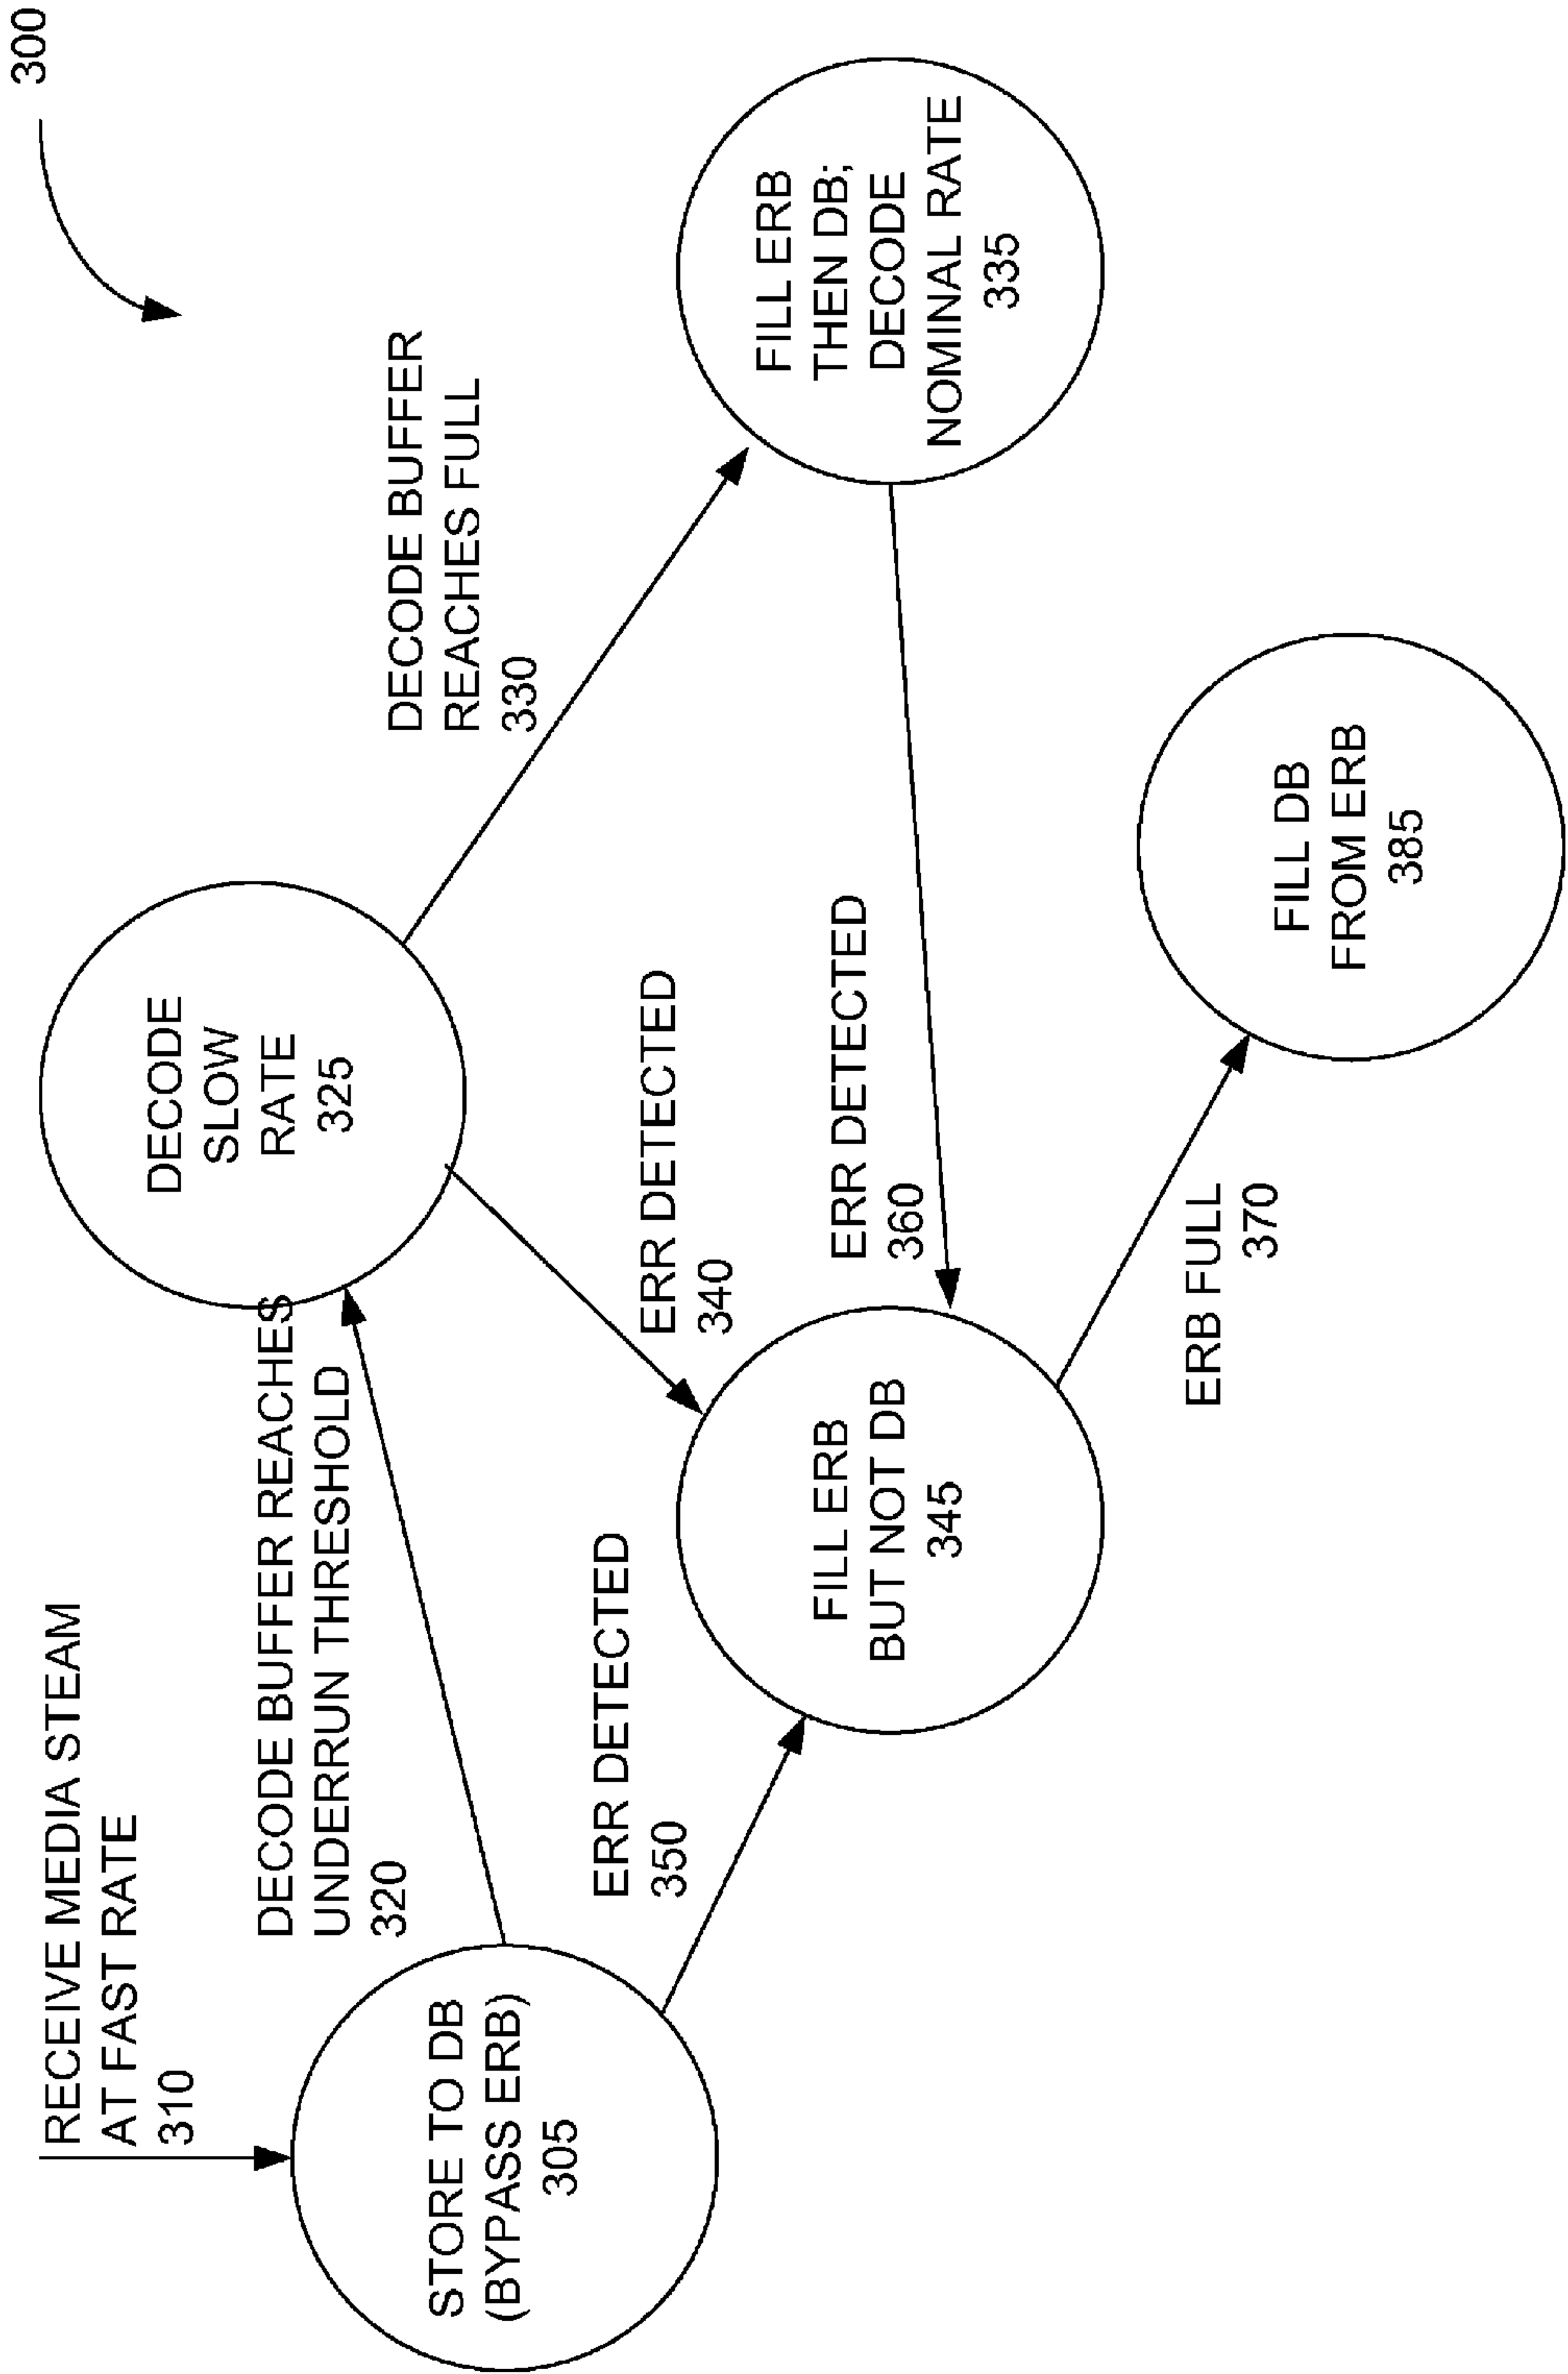 300
RECEIVE MEDIA STEAM
AT FAST RATE
310
DECODE BUFFER REACHES
UNDERRUN THRESHOLD
320
DECODE
SLOW
RATE
325
DECODE BUFFER
REACHES FULL
330
STORE TO DB
(BYPASS ERB)
305
ERR DETECTED
350
ERR DETECTED
340
ERR DETECTED
360
FILL ERB
THEN DB;
DECODE
NOMINAL RATE
335
FILL ERB
BUT NOT DB
345
ERB FULL
370
FILL DB
FROM ERB
385